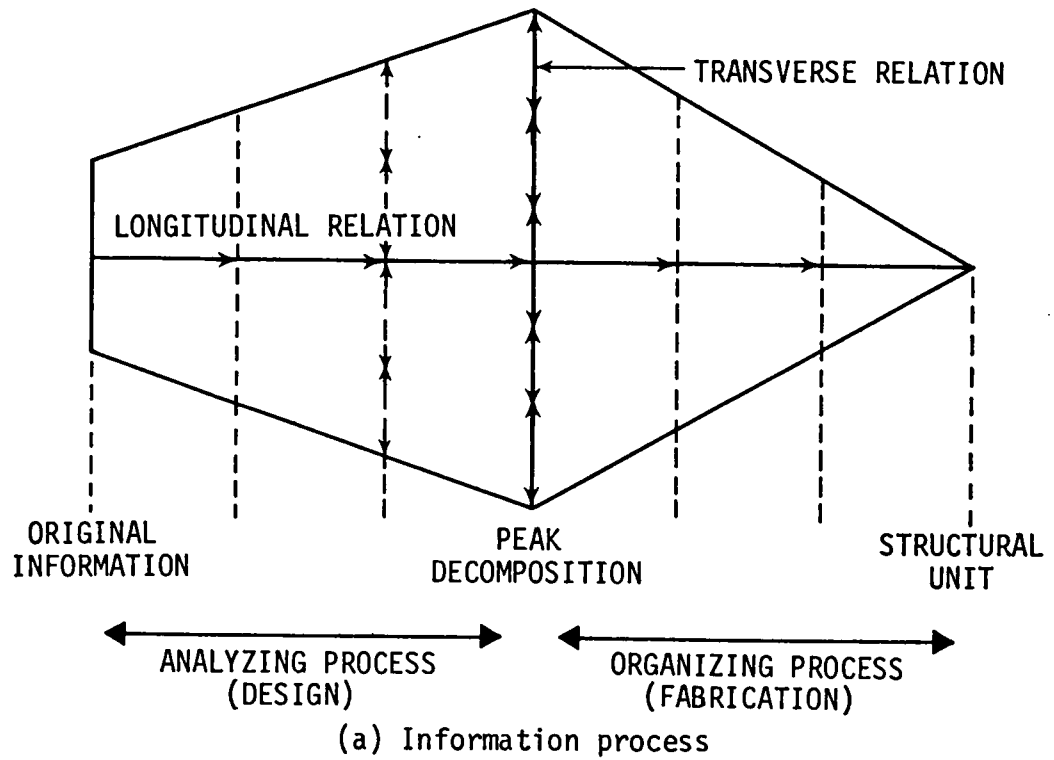 TRANSVERSE RELATION
LONGITUDINAL RELATION
ORIGINAL
INFORMATION
PEAK
DECOMPOSITION
STRUCTURAL
UNIT
ANALYZING PROCESS
(DESIGN)
ORGANIZING PROCESS
(FABRICATION)
(a) Information process